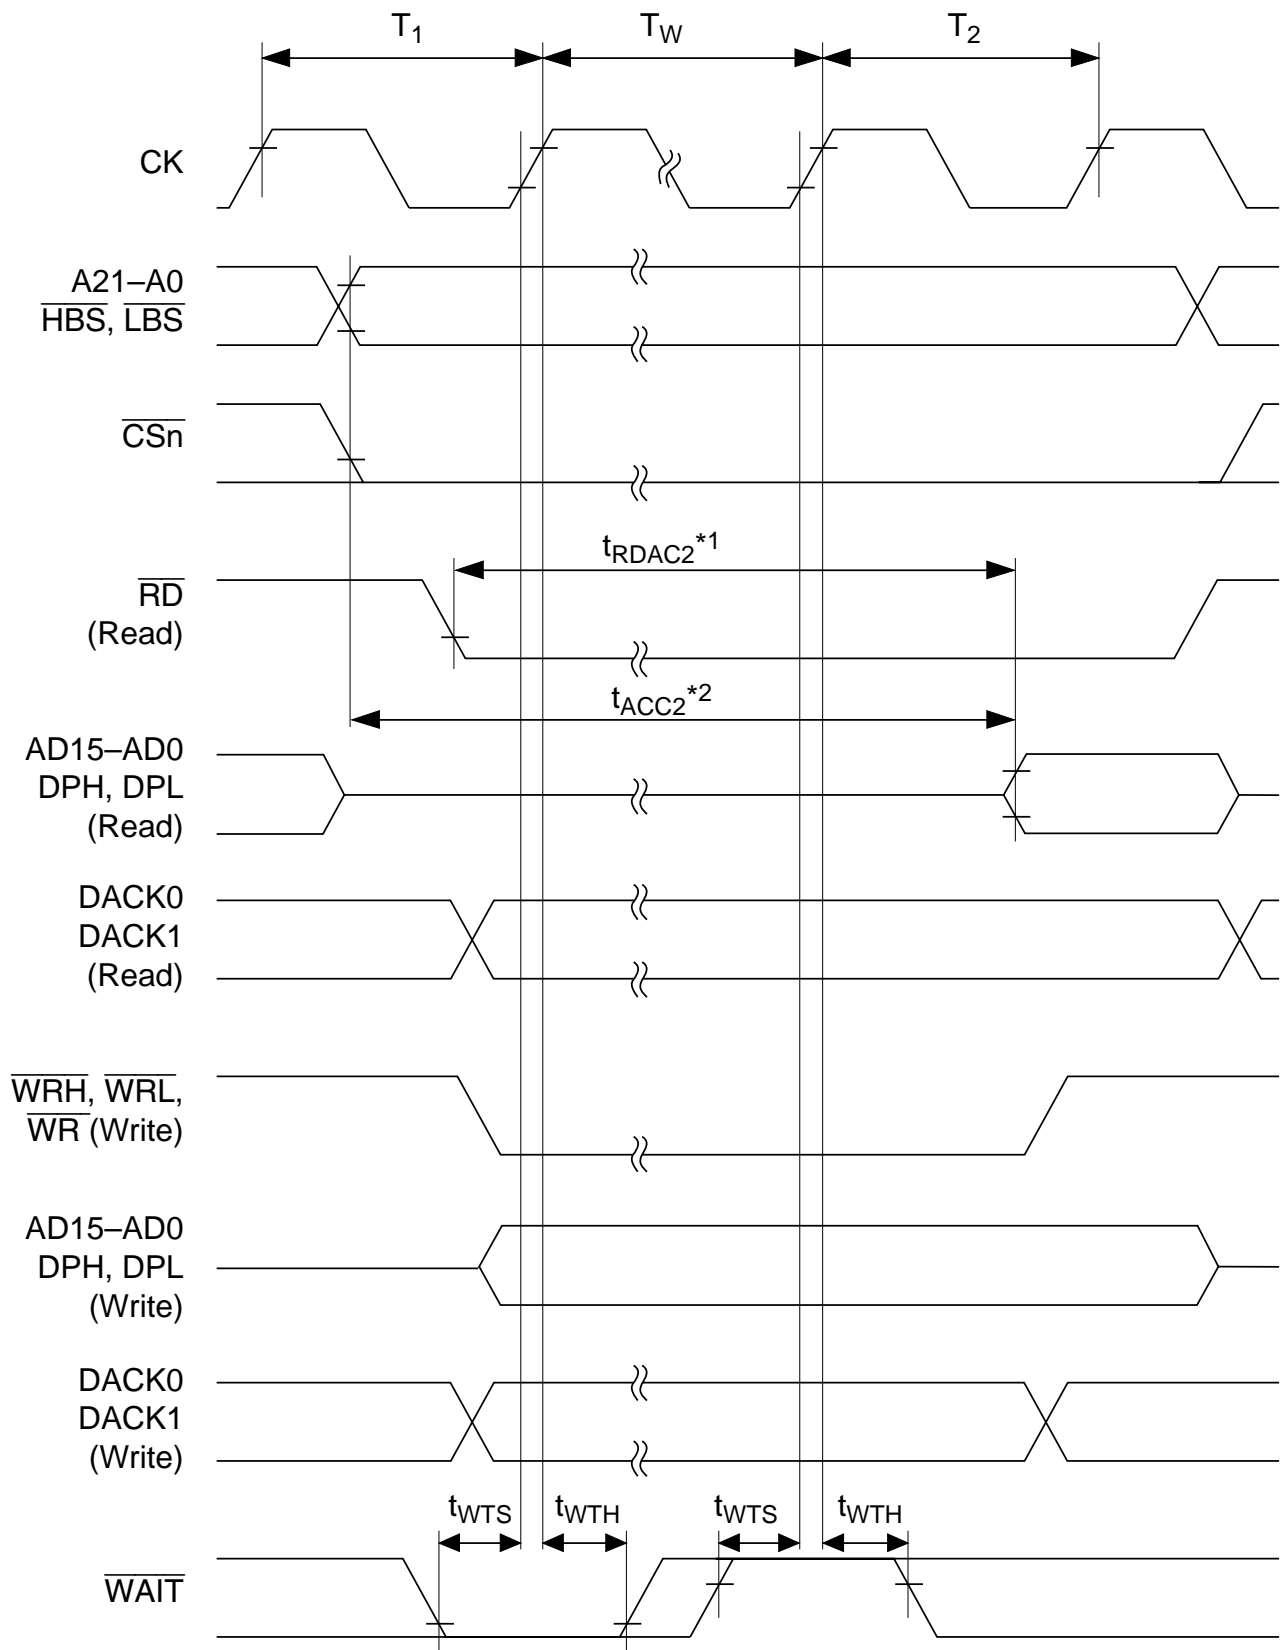 T1 TW T2
CK
A21–A0
HBS, LBS
CSn
tRDAC2*1
RD
(Read)
tACC2*2
AD15–AD0
DPH, DPL
(Read)
DACK0
DACK1
(Read)
WRH, WRL,
WR (Write)
AD15–AD0
DPH, DPL
(Write)
DACK0
DACK1
(Write)
tWTS tWTH tWTS tWTH
WAIT